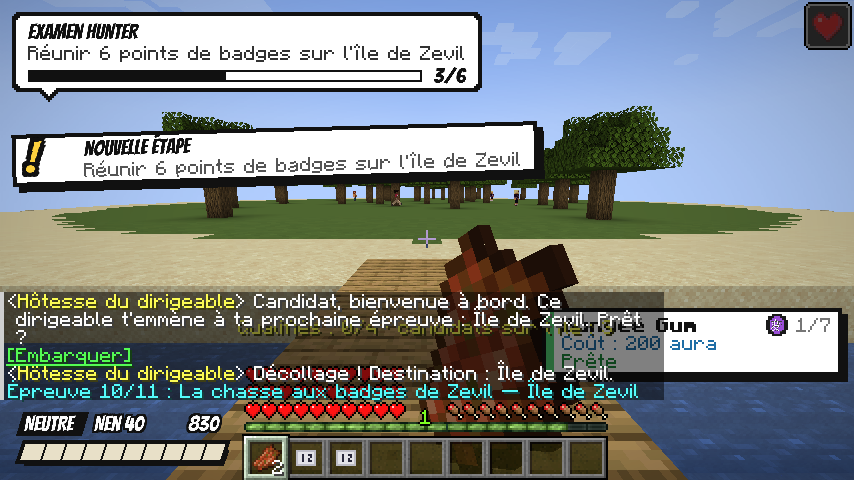 EXAMEN HUNTER
Réunir 6 points de badges sur l'île de Zevil
3/6
NOUVELLE ÉTAPE
Réunir 6 points de badges sur l'île de Zevil
<Hôtesse du dirigeable> Candidat, bienvenue à bord. Ce
dirigeable t'emmène à ta prochaine épreuve : Île de Zevil. Prêt
?
[Embarquer]
<Hôtesse du dirigeable> Décollage ! Destination : Île de Zevil
Épreuve 10/11 : La chasse aux badges de Zevil — Île de Zevil
Gum
1/7
Coût : 200 aura
Prête
NEUTRE
NEN 40
830
1
2
12
12